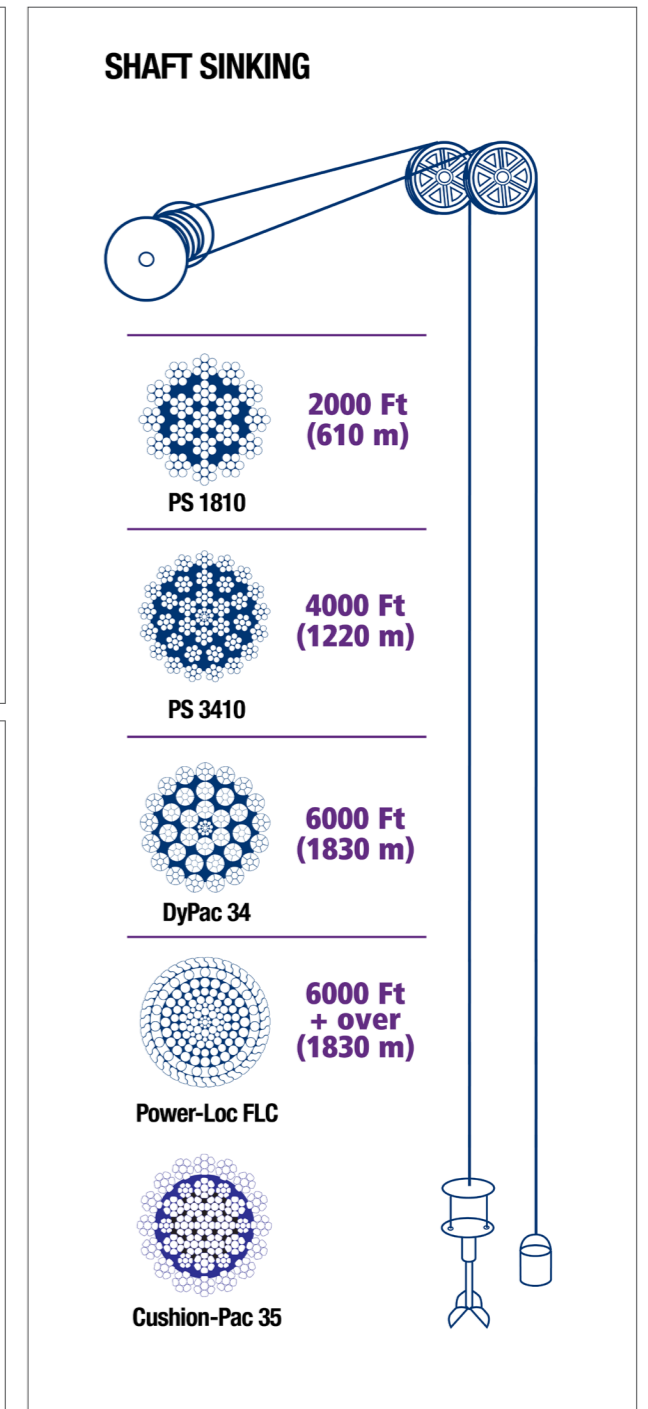 SHAFT SINKING
2000 Ft
(610 m)
PS 1810
4000 Ft
(1220 m)
PS 3410
6000 Ft
(1830 m)
DyPac 34
6000 Ft
+ over
(1830 m)
Power-Loc FLC
Cushion-Pac 35